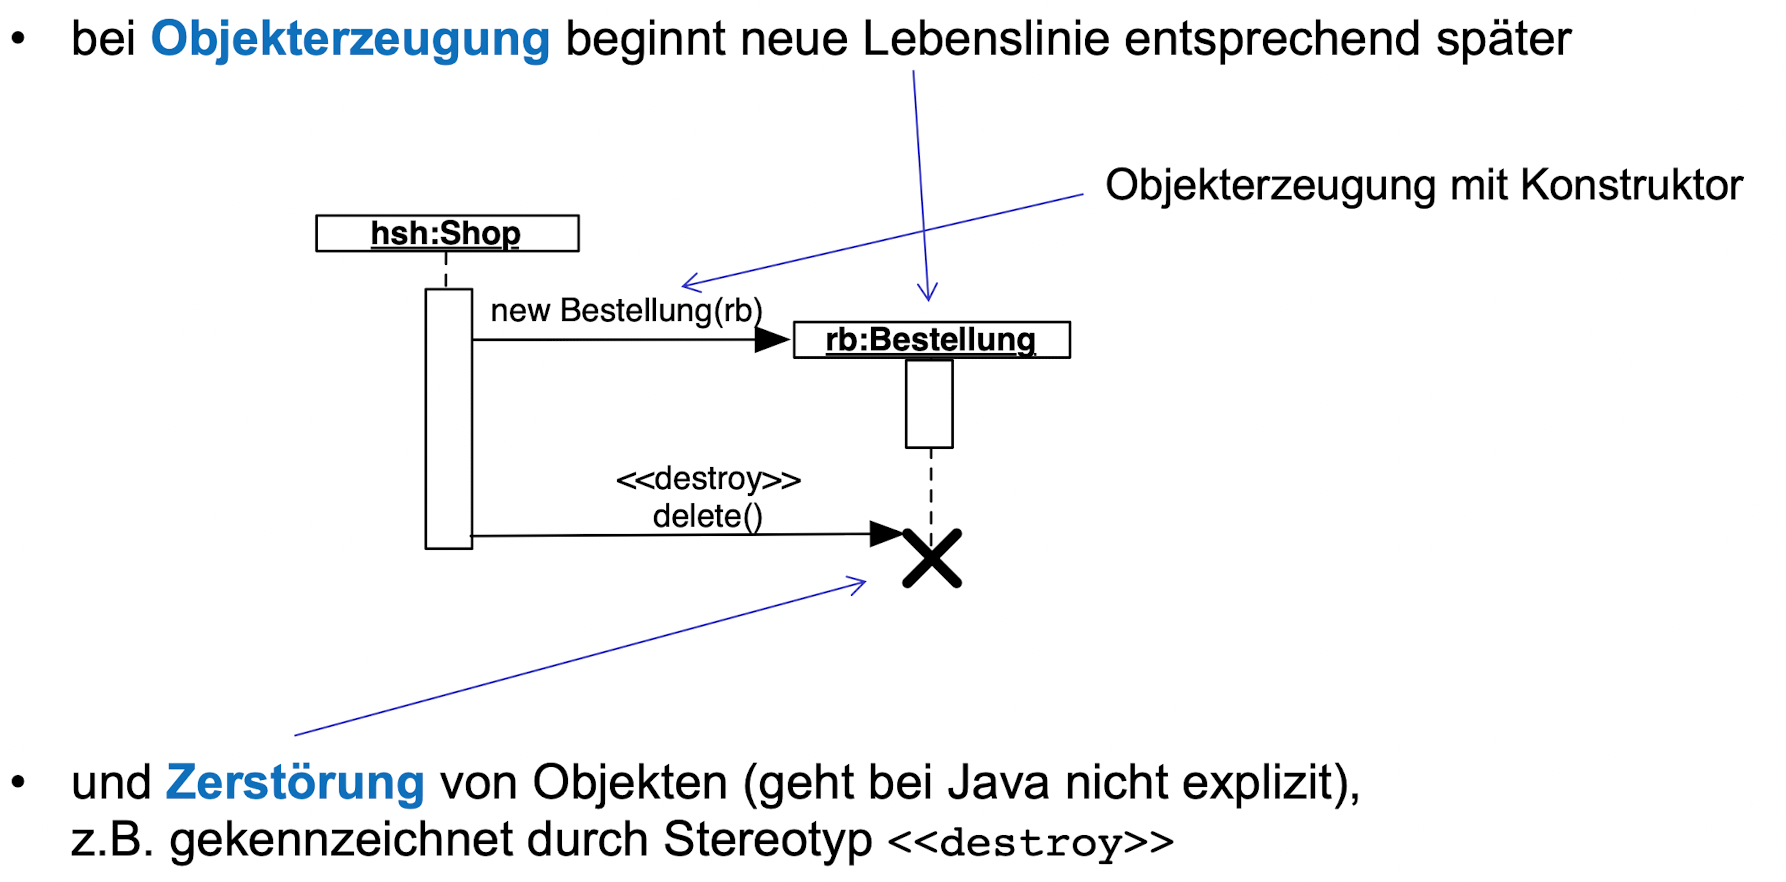 • bei Objekterzeugung beginnt neue Lebenslinie entsprechend später
Objekterzeugung mit Konstruktor
hsh:Shop
new Bestellung(rb)
rb:Bestellung
<<destroy>>
delete()
• und Zerstörung von Objekten (geht bei Java nicht explizit),
z.B. gekennzeichnet durch Stereotyp <<destroy>>